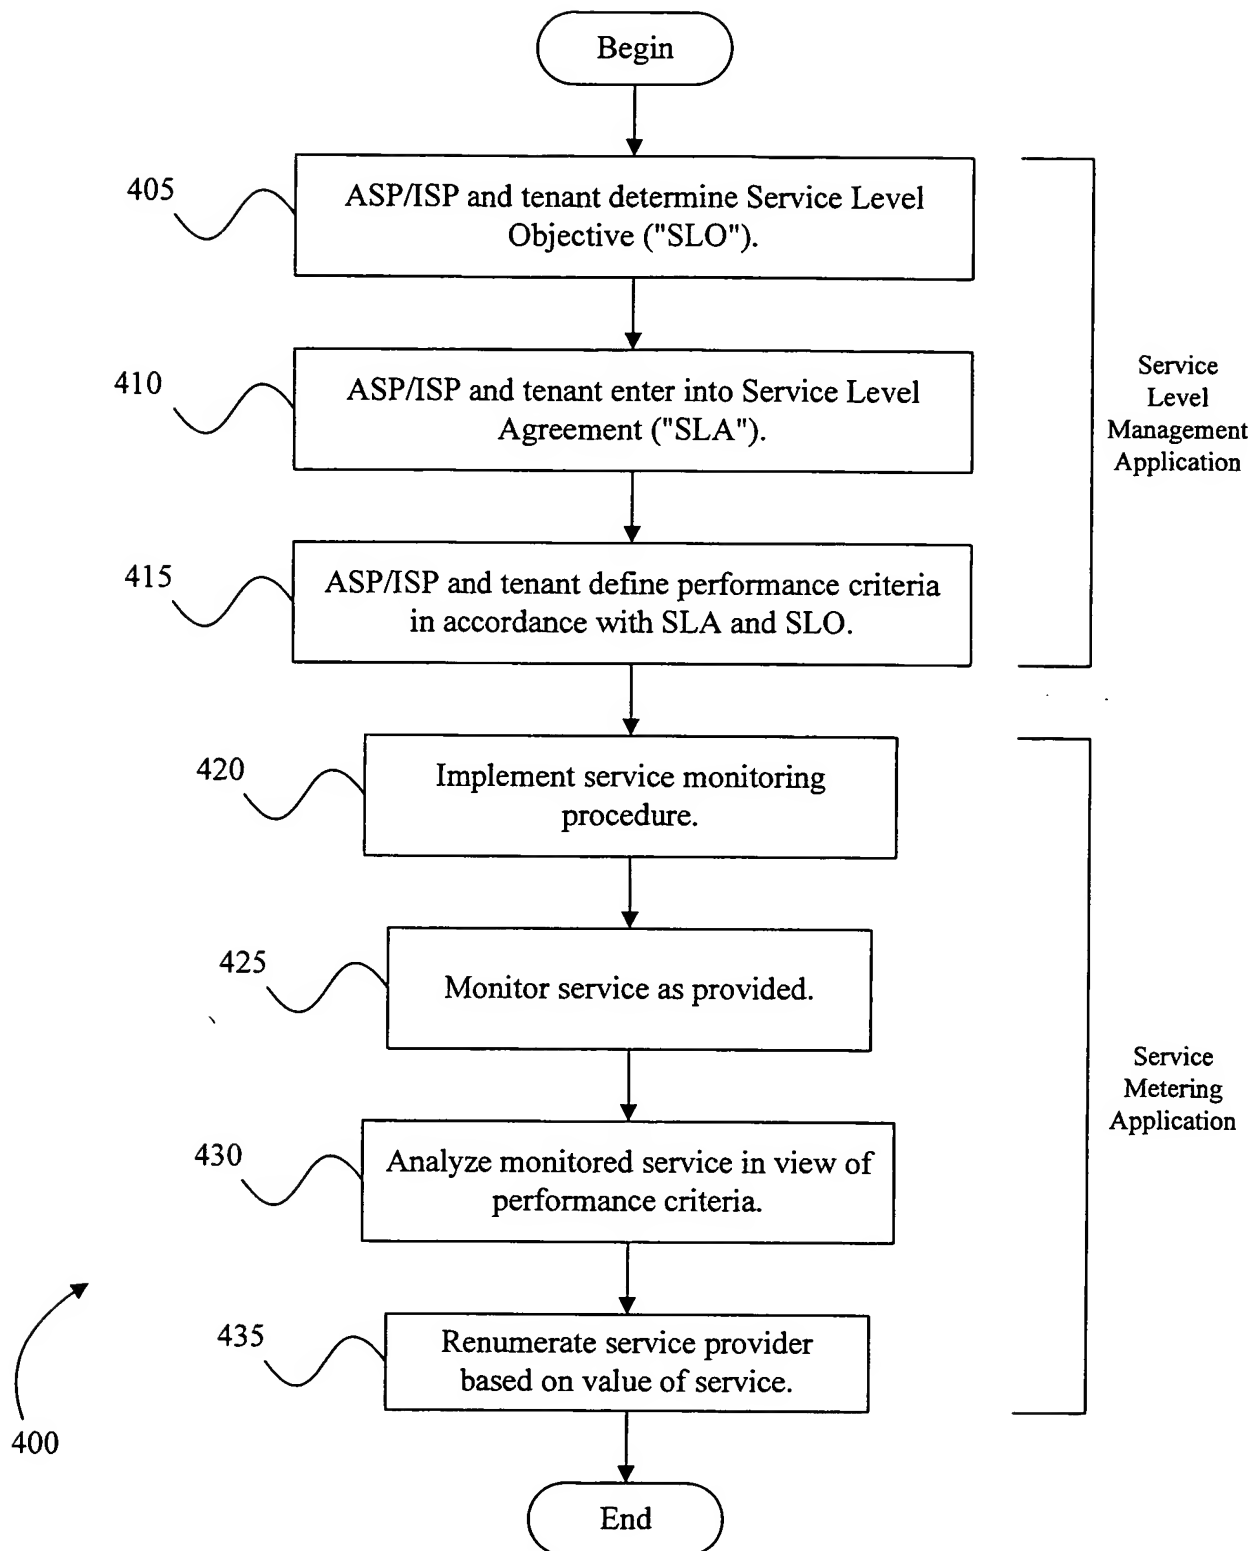 Begin
405
ASP/ISP and tenant determine Service Level
Objective ("SLO").
410
ASP/ISP and tenant enter into Service Level
Agreement ("SLA").
Service
Level
Management
Application
415
ASP/ISP and tenant define performance criteria
in accordance with SLA and SLO.
420
Implement service monitoring
procedure.
425
Monitor service as provided.
Service
Metering
Application
430
Analyze monitored service in view of
performance criteria.
435
Renumerate service provider
based on value of service.
400
End